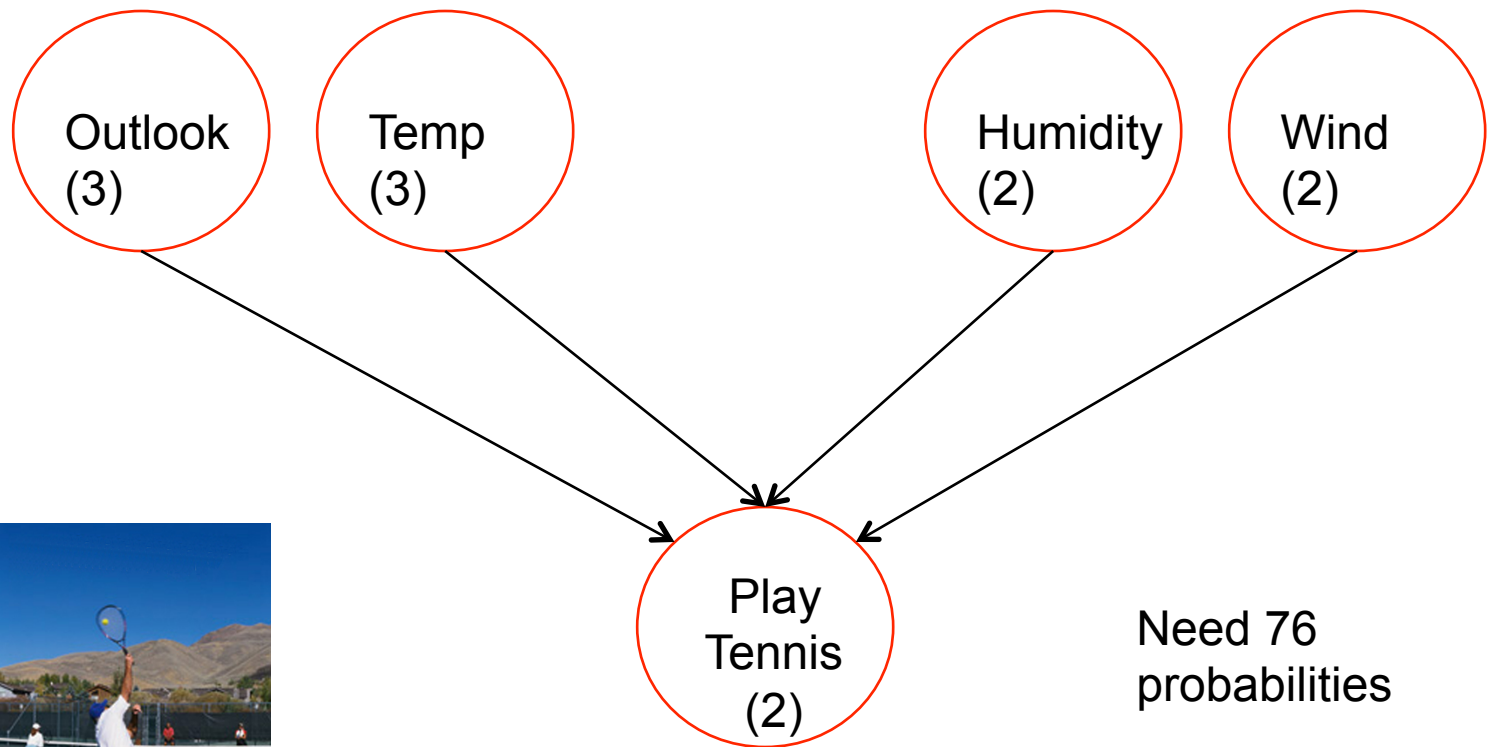 Outlook
(3)
Temp
(3)
Humidity
(2)
Wind
(2)
Play
Tennis
(2)
Need 76
probabilities